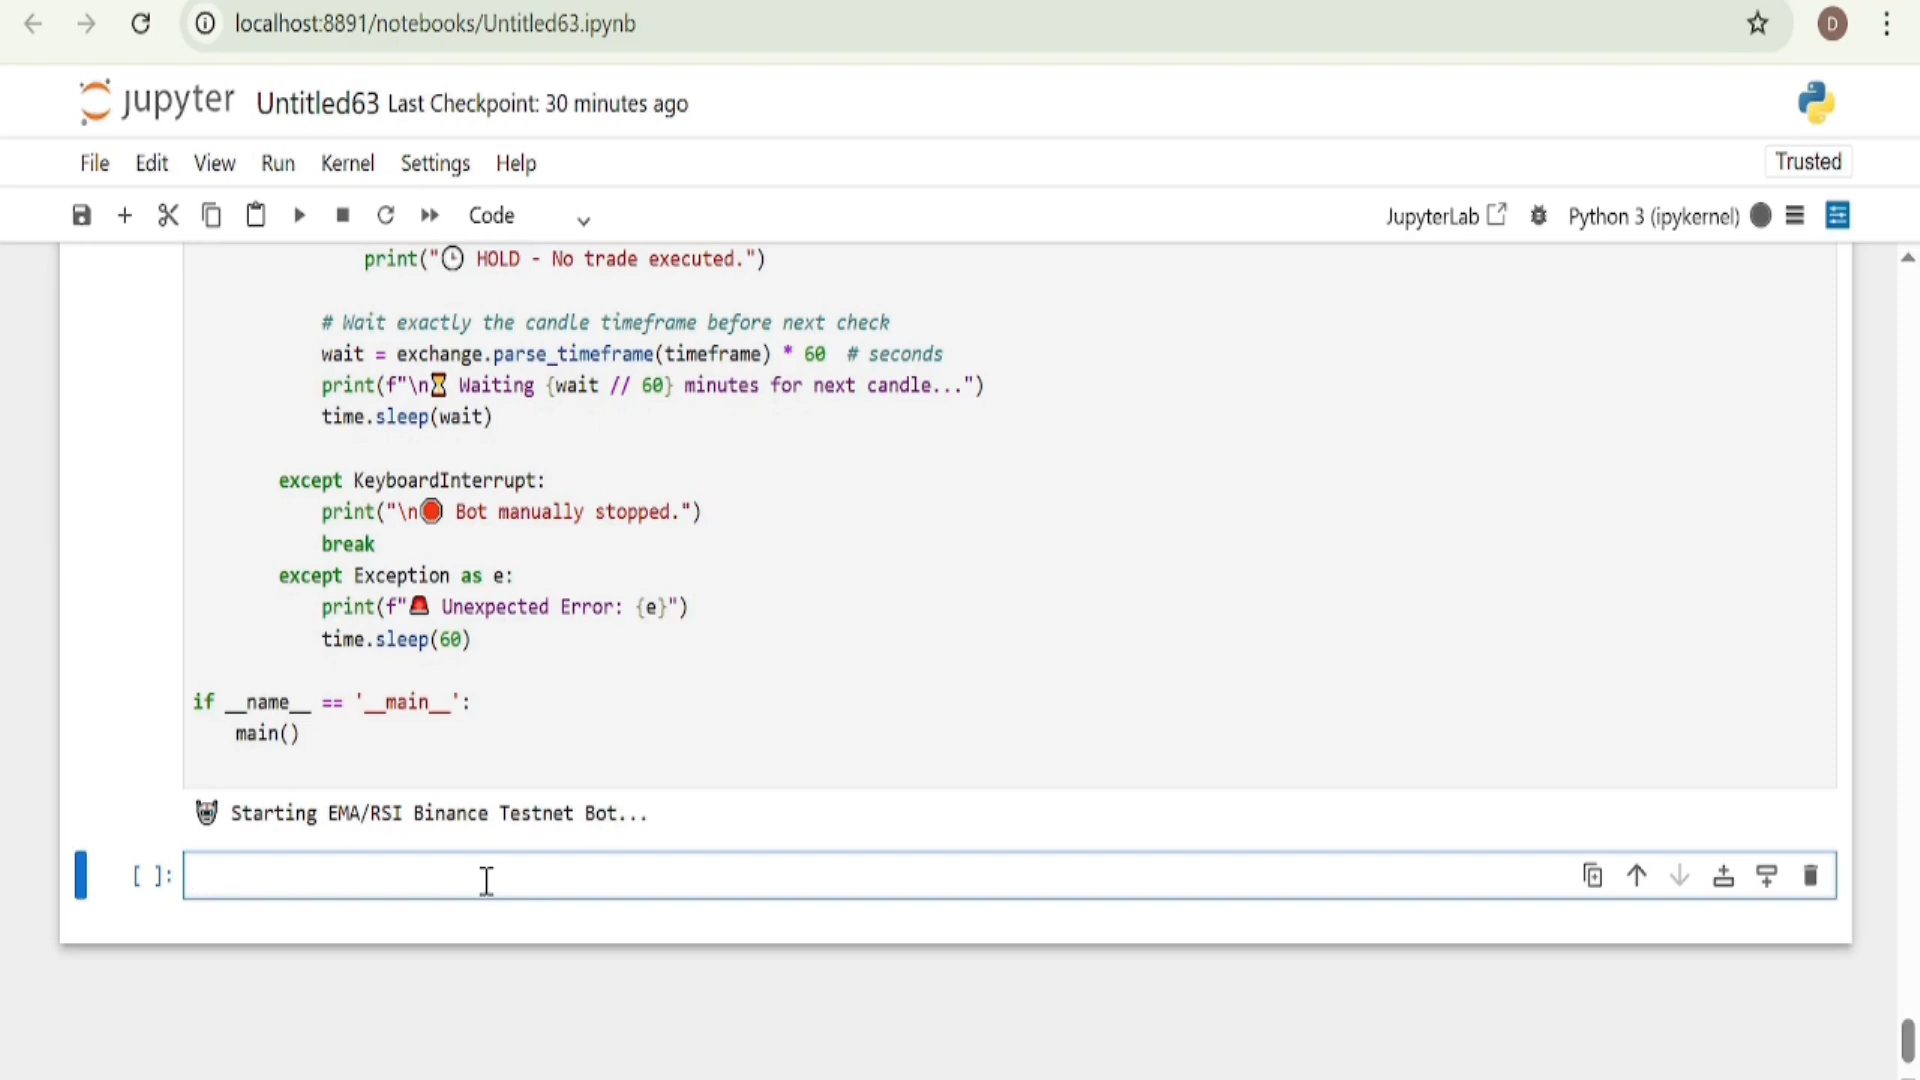 localhost:8891/notebooks/Untitled63.ipynb
D
jupyter Untitled63 Last Checkpoint: 30 minutes ago
File Edit View Run Kernel Settings Help
Trusted
Code
JupyterLab
Python 3 (ipykernel)
print("🕒 HOLD - No trade executed.")
# Wait exactly the candle timeframe before next check
wait = exchange.parse_timeframe(timeframe) * 60 # seconds
print(f"\n⏳ Waiting {wait // 60} minutes for next candle...")
time.sleep(wait)
except KeyboardInterrupt:
print("\n🛑 Bot manually stopped.")
break
except Exception as e:
print(f"🚨 Unexpected Error: {e}")
time.sleep(60)
if __name__ == '__main__':
main()
🤖 Starting EMA/RSI Binance Testnet Bot...
[ ]: